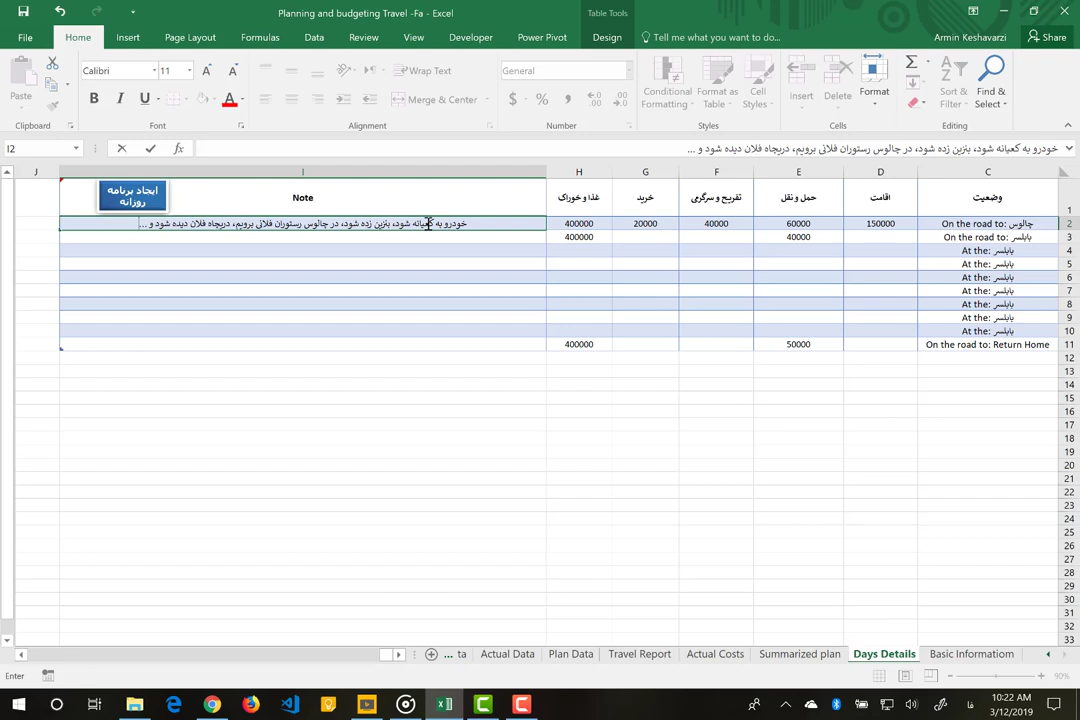 Planning and budgeting Travel -Fa - Excel
Table Tools
Armin Keshavarzi
Share
File
Home
Insert
Page Layout
Formulas
Data
Review
View
Developer
Power Pivot
Design
Tell me what you want to do...
Paste
Calibri
11
Wrap Text
Merge & Center
General
Conditional Formatting
Format as Table
Cell Styles
Insert
Delete
Format
Sort & Filter
Find & Select
Clipboard
Font
Alignment
Number
Styles
Cells
Editing
I2
خودرو به کعیانه شود، بنزین زده شود، در چالوس رستوران فلانی برویم، دریچاه فلان دیده شود و ...
J
I
H
G
F
E
D
C
وضعیت
اقامت
حمل و نقل
تفریح و سرگرمی
خرید
غذا و خوراک
Note
ایجاد برنامه
روزانه
1
2 On the road to: چالوس 150000 60000 40000 20000 400000 خودرو به کعیانه شود، بنزین زده شود، در چالوس رستوران فلانی برویم، دریچاه فلان دیده شود و ...
3 On the road to: بابلسر 40000 400000
4 At the: بابلسر
5 At the: بابلسر
6 At the: بابلسر
7 At the: بابلسر
8 At the: بابلسر
9 At the: بابلسر
10 At the: بابلسر
11 On the road to: Return Home 50000 400000
12
13
14
15
16
17
18
19
20
21
22
23
24
25
26
27
28
29
30
31
32
33
... ta
Actual Data
Plan Data
Travel Report
Actual Costs
Summarized plan
Days Details
Basic Informatiom
Enter
90%
10:22 AM
3/12/2019